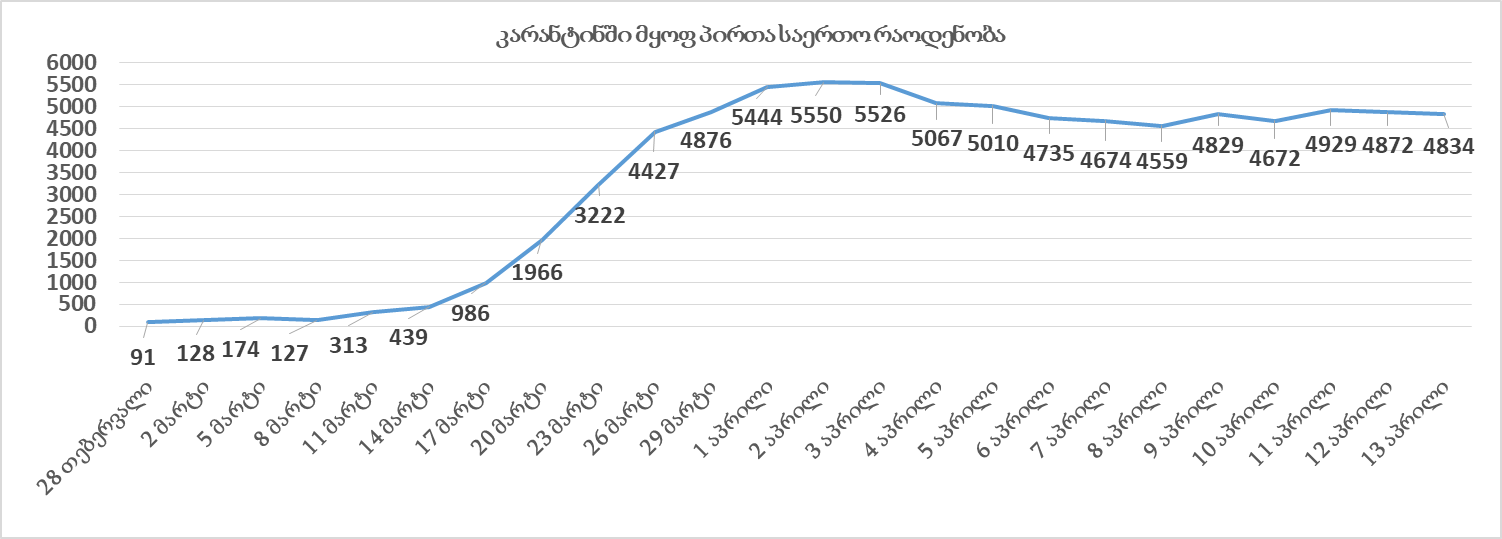 კარანტინში მყოფ პირთა საერთო რაოდენობა
6000
5500
5000
4500
4000
3500
3000
2500
2000
1500
1000
500
0
91
128
174
127
313
439
986
1966
3222
4427
4876
5444
5550
5526
5067
5010
4735
4674
4559
4829
4672
4929
4872
4834
28 თებერვალი
2 მარტი
5 მარტი
8 მარტი
11 მარტი
14 მარტი
17 მარტი
20 მარტი
23 მარტი
26 მარტი
29 მარტი
1 აპრილი
2 აპრილი
3 აპრილი
4 აპრილი
5 აპრილი
6 აპრილი
7 აპრილი
8 აპრილი
9 აპრილი
10 აპრილი
11 აპრილი
12 აპრილი
13 აპრილი